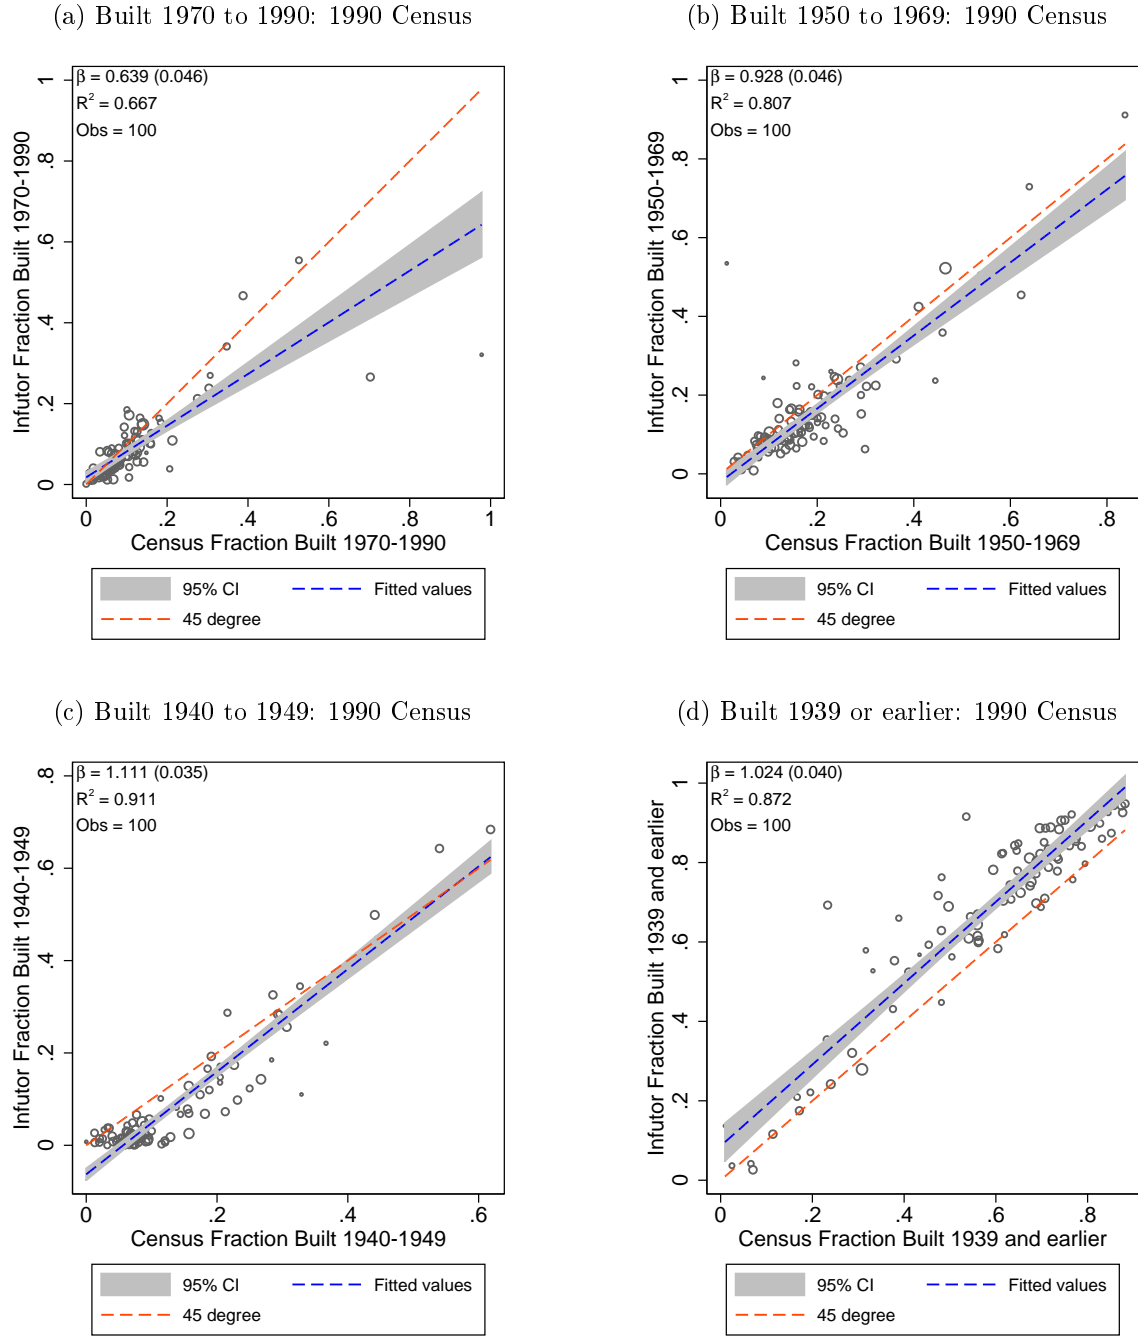 (a) Built 1970 to 1990: 1990 Census
β = 0.639 (0.046)
R² = 0.667
Obs = 100
Infutor Fraction Built 1970-1990
0 .2 .4 .6 .8 1
0 .2 .4 .6 .8 1
Census Fraction Built 1970-1990
95% CI Fitted values
45 degree
(b) Built 1950 to 1969: 1990 Census
β = 0.928 (0.046)
R² = 0.807
Obs = 100
Infutor Fraction Built 1950-1969
0 .2 .4 .6 .8 1
0 .2 .4 .6 .8
Census Fraction Built 1950-1969
95% CI Fitted values
45 degree
(c) Built 1940 to 1949: 1990 Census
β = 1.111 (0.035)
R² = 0.911
Obs = 100
Infutor Fraction Built 1940-1949
0 .2 .4 .6 .8
0 .2 .4 .6
Census Fraction Built 1940-1949
95% CI Fitted values
45 degree
(d) Built 1939 or earlier: 1990 Census
β = 1.024 (0.040)
R² = 0.872
Obs = 100
Infutor Fraction Built 1939 and earlier
0 .2 .4 .6 .8 1
0 .2 .4 .6 .8
Census Fraction Built 1939 and earlier
95% CI Fitted values
45 degree